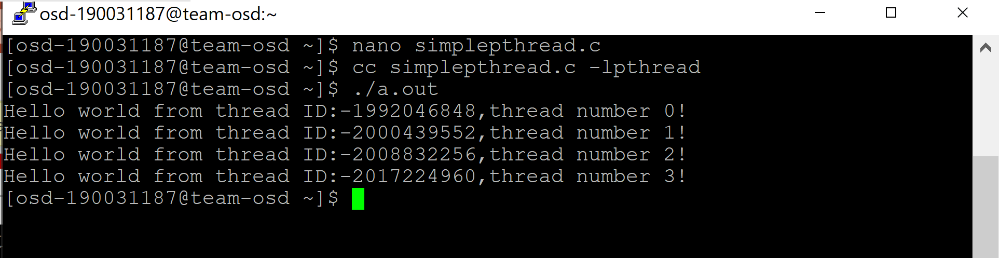 osd-190031187@team-osd:~
[osd-190031187@team-osd ~]$ nano simplepthread.c
[osd-190031187@team-osd ~]$ cc simplepthread.c -lpthread
[osd-190031187@team-osd ~]$ ./a.out
Hello world from thread ID:-1992046848,thread number 0!
Hello world from thread ID:-2000439552,thread number 1!
Hello world from thread ID:-2008832256,thread number 2!
Hello world from thread ID:-2017224960,thread number 3!
[osd-190031187@team-osd ~]$